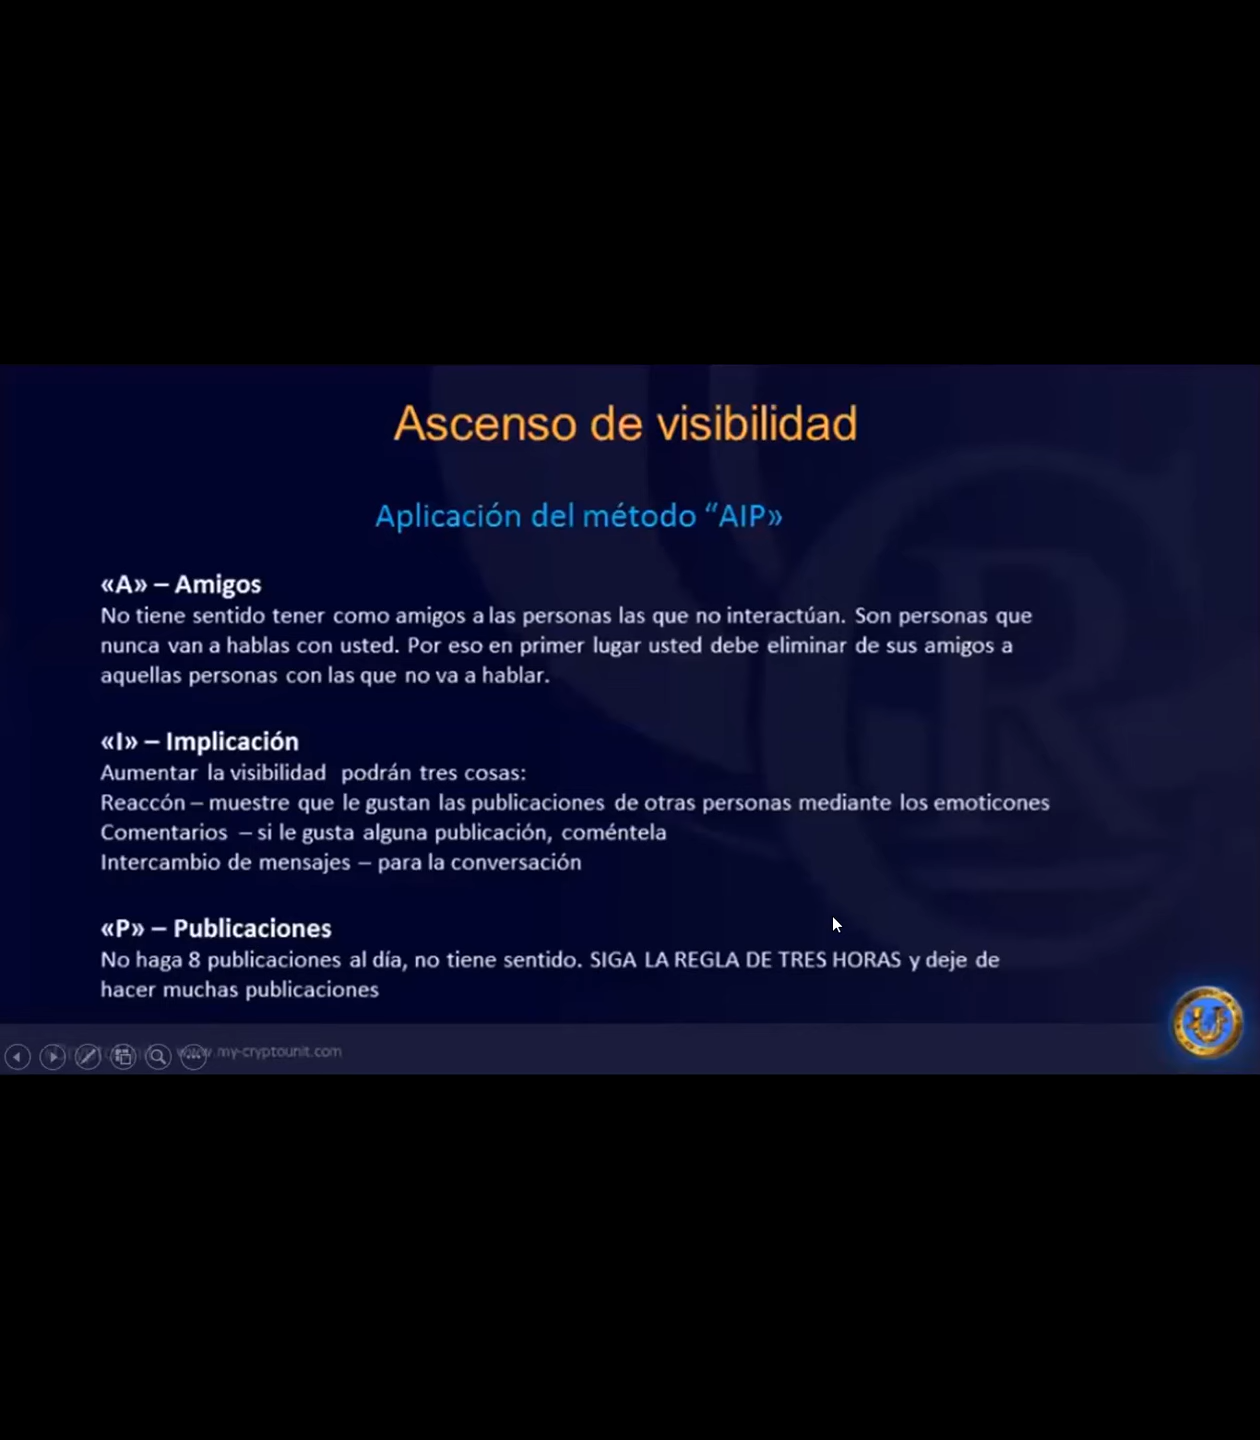 Ascenso de visibilidad
Aplicación del método “AIP»
«A» – Amigos
No tiene sentido tener como amigos a las personas las que no interactúan. Son personas que
nunca van a hablas con usted. Por eso en primer lugar usted debe eliminar de sus amigos a
aquellas personas con las que no va a hablar.
«I» – Implicación
Aumentar la visibilidad podrán tres cosas:
Reaccón – muestre que le gustan las publicaciones de otras personas mediante los emoticones
Comentarios – si le gusta alguna publicación, coméntela
Intercambio de mensajes – para la conversación
«P» – Publicaciones
No haga 8 publicaciones al día, no tiene sentido. SIGA LA REGLA DE TRES HORAS y deje de
hacer muchas publicaciones
www.my-cryptounit.com